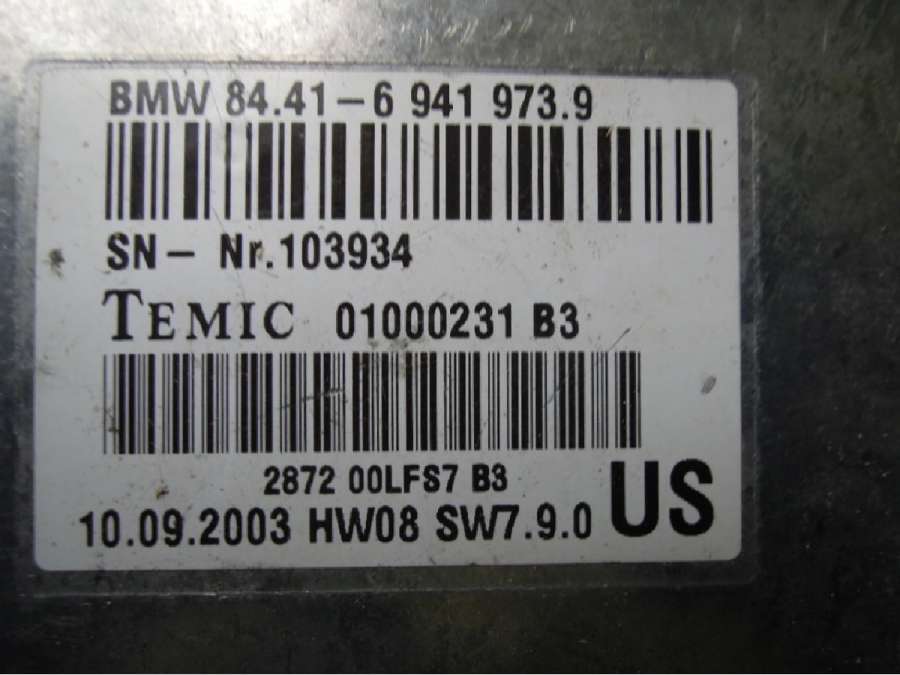 BMW 84.41-6 941 973.9
SN- Nr.103934
TEMIC 01000231 B3
2872 00LFS7 B3
10.09.2003 HW08 SW7.9.0 US